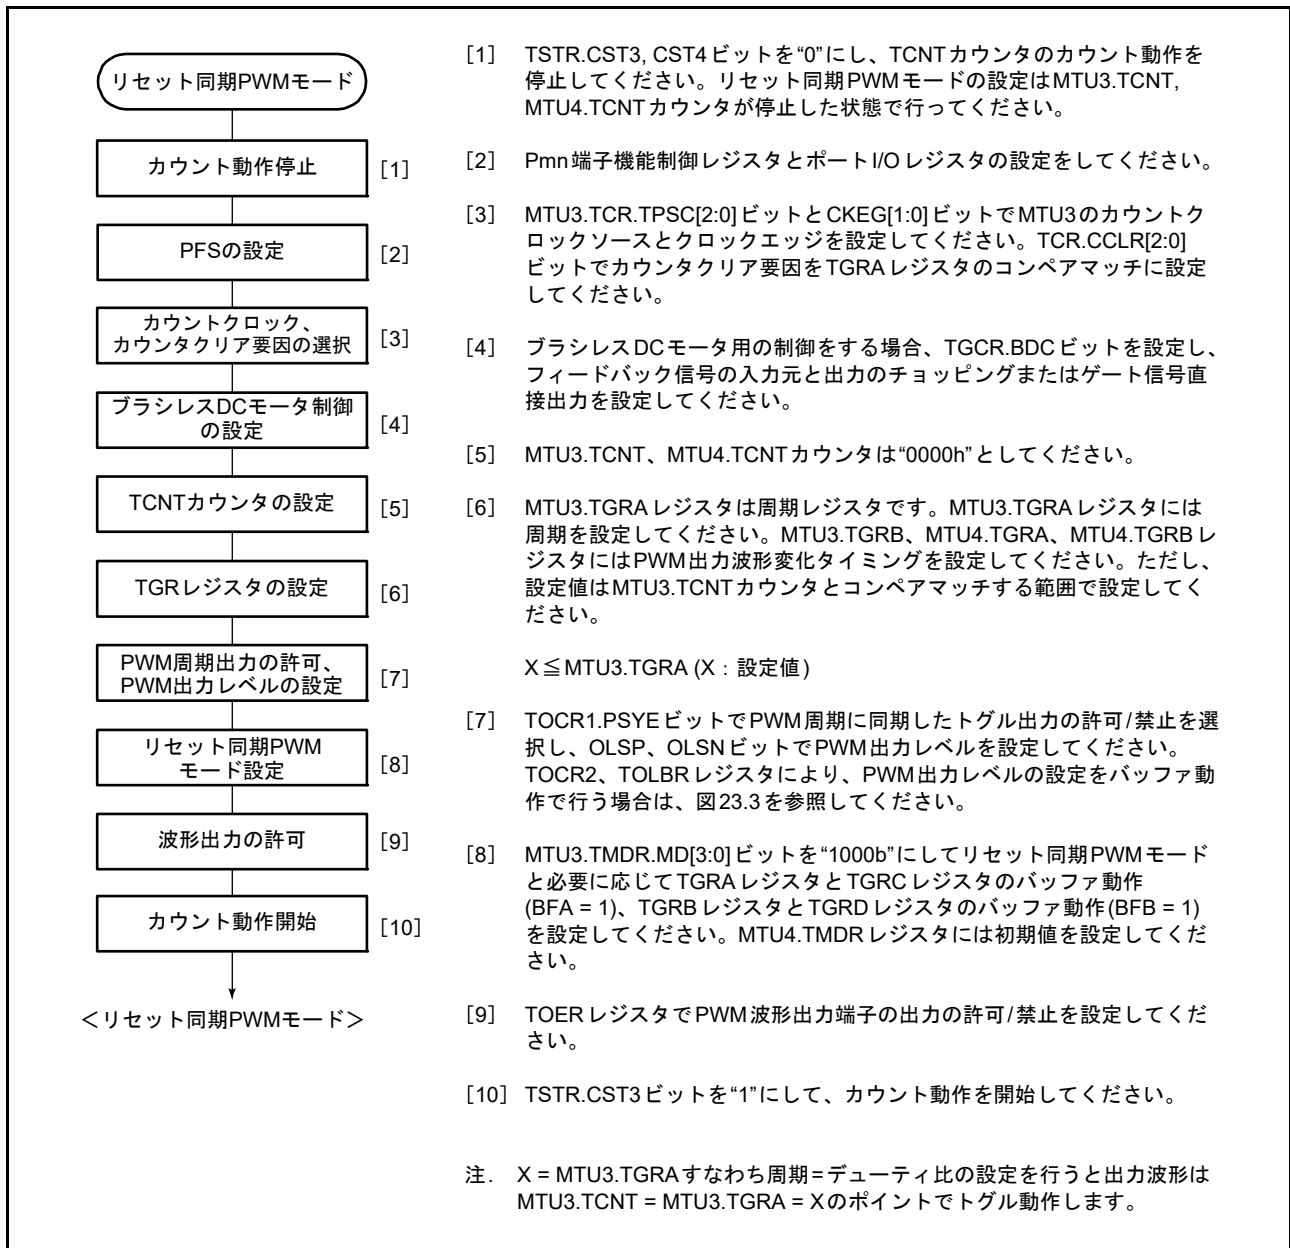 リセット同期PWMモード
カウント動作停止
[1]
PFSの設定
[2]
カウントクロック、
カウンタクリア要因の選択
[3]
ブラシレスDCモータ制御
の設定
[4]
TCNTカウンタの設定
[5]
TGRレジスタの設定
[6]
PWM周期出力の許可、
PWM出力レベルの設定
[7]
リセット同期PWM
モード設定
[8]
波形出力の許可
[9]
カウント動作開始
[10]
＜リセット同期PWMモード＞
[1] TSTR.CST3, CST4ビットを“0”にし、TCNTカウンタのカウント動作を
停止してください。リセット同期PWMモードの設定はMTU3.TCNT,
MTU4.TCNTカウンタが停止した状態で行ってください。
[2] Pmn端子機能制御レジスタとポートI/Oレジスタの設定をしてください。
[3] MTU3.TCR.TPSC[2:0]ビットとCKEG[1:0]ビットでMTU3のカウントク
ロックソースとクロックエッジを設定してください。TCR.CCLR[2:0]
ビットでカウンタクリア要因をTGRAレジスタのコンペアマッチに設定
してください。
[4] ブラシレスDCモータ用の制御をする場合、TGCR.BDCビットを設定し、
フィードバック信号の入力元と出力のチョッピングまたはゲート信号直
接出力を設定してください。
[5] MTU3.TCNT、MTU4.TCNTカウンタは“0000h”としてください。
[6] MTU3.TGRAレジスタは周期レジスタです。MTU3.TGRAレジスタには
周期を設定してください。MTU3.TGRB、MTU4.TGRA、MTU4.TGRBレ
ジスタにはPWM出力波形変化タイミングを設定してください。ただし、
設定値はMTU3.TCNTカウンタとコンペアマッチする範囲で設定してく
ださい。
X≦MTU3.TGRA (X：設定値)
[7] TOCR1.PSYEビットでPWM周期に同期したトグル出力の許可/禁止を選
択し、OLSP、OLSNビットでPWM出力レベルを設定してください。
TOCR2、TOLBRレジスタにより、PWM出力レベルの設定をバッファ動
作で行う場合は、図23.3を参照してください。
[8] MTU3.TMDR.MD[3:0]ビットを“1000b”にしてリセット同期PWMモード
と必要に応じてTGRAレジスタとTGRCレジスタのバッファ動作
(BFA = 1)、TGRBレジスタとTGRDレジスタのバッファ動作(BFB = 1)
を設定してください。MTU4.TMDRレジスタには初期値を設定してくだ
さい。
[9] TOERレジスタでPWM波形出力端子の出力の許可/禁止を設定してくだ
さい。
[10] TSTR.CST3ビットを“1”にして、カウント動作を開始してください。
注. X = MTU3.TGRAすなわち周期=デューティ比の設定を行うと出力波形は
MTU3.TCNT = MTU3.TGRA = Xのポイントでトグル動作します。